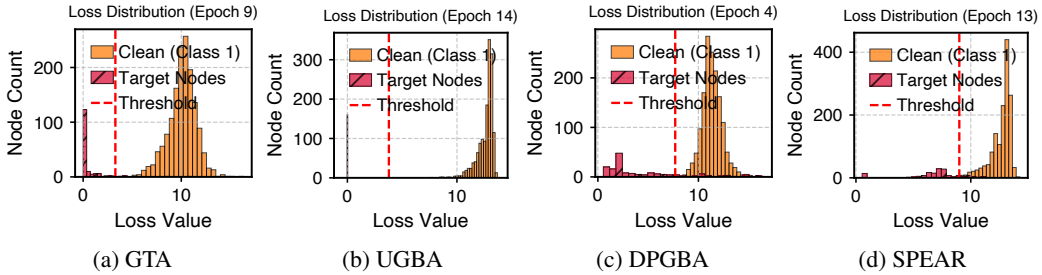 Loss Distribution (Epoch 9)
Node Count
200
100
0
Clean (Class 1)
Target Nodes
Threshold
0
10
Loss Value
(a) GTA
Loss Distribution (Epoch 14)
Node Count
300
200
100
0
Clean (Class 1)
Target Nodes
Threshold
0
10
Loss Value
(b) UGBA
Loss Distribution (Epoch 4)
Node Count
200
100
0
Clean (Class 1)
Target Nodes
Threshold
0
10
Loss Value
(c) DPGBA
Loss Distribution (Epoch 13)
Node Count
400
200
0
Clean (Class 1)
Target Nodes
Threshold
10
Loss Value
(d) SPEAR